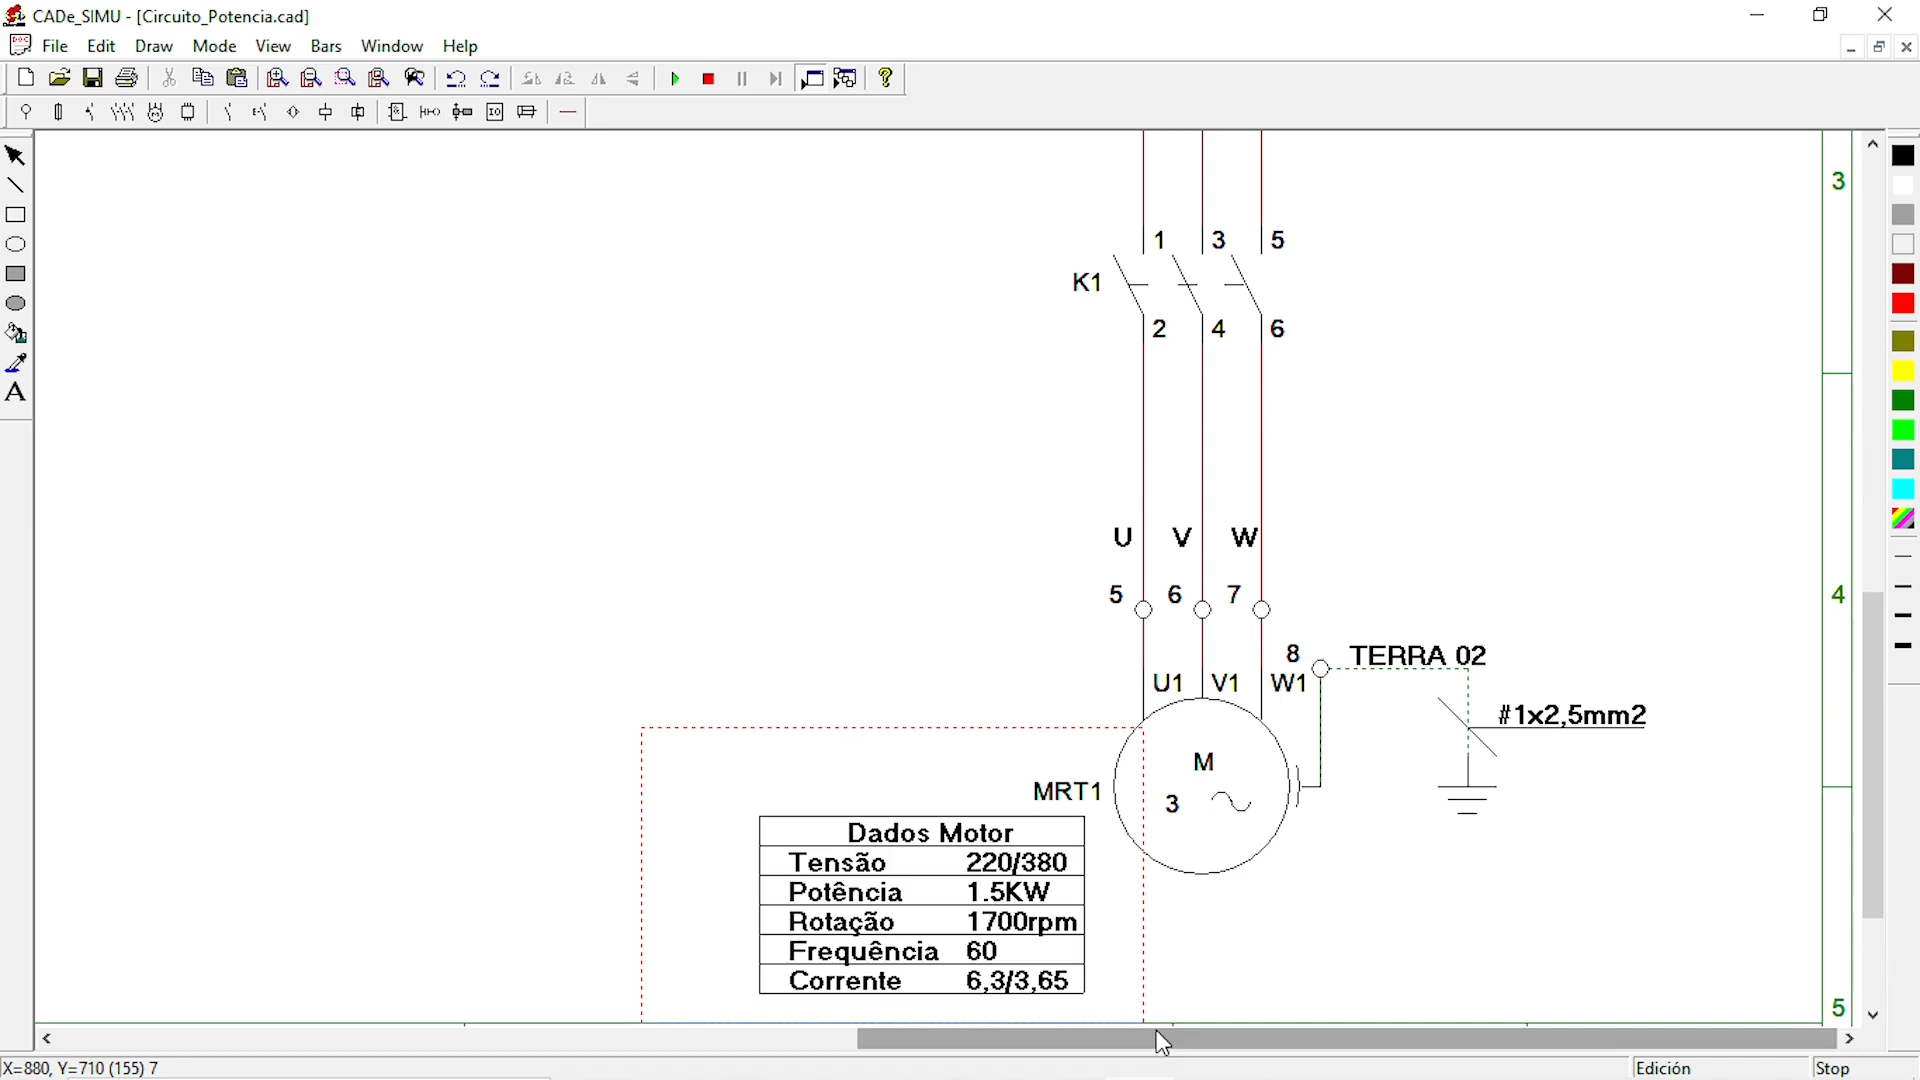 CADe_SIMU - [Circuito_Potencia.cad]
File Edit Draw Mode View Bars Window Help
3
1 3 5
K1
2 4 6
U V W
5 6 7
4
8 TERRA 02
U1 V1 W1
#1x2,5mm2
M
MRT1
3
Dados Motor
Tensão 220/380
Potência 1.5KW
Rotação 1700rpm
Frequência 60
Corrente 6,3/3,65
5
X=880, Y=710 (155) 7
Edición
Stop